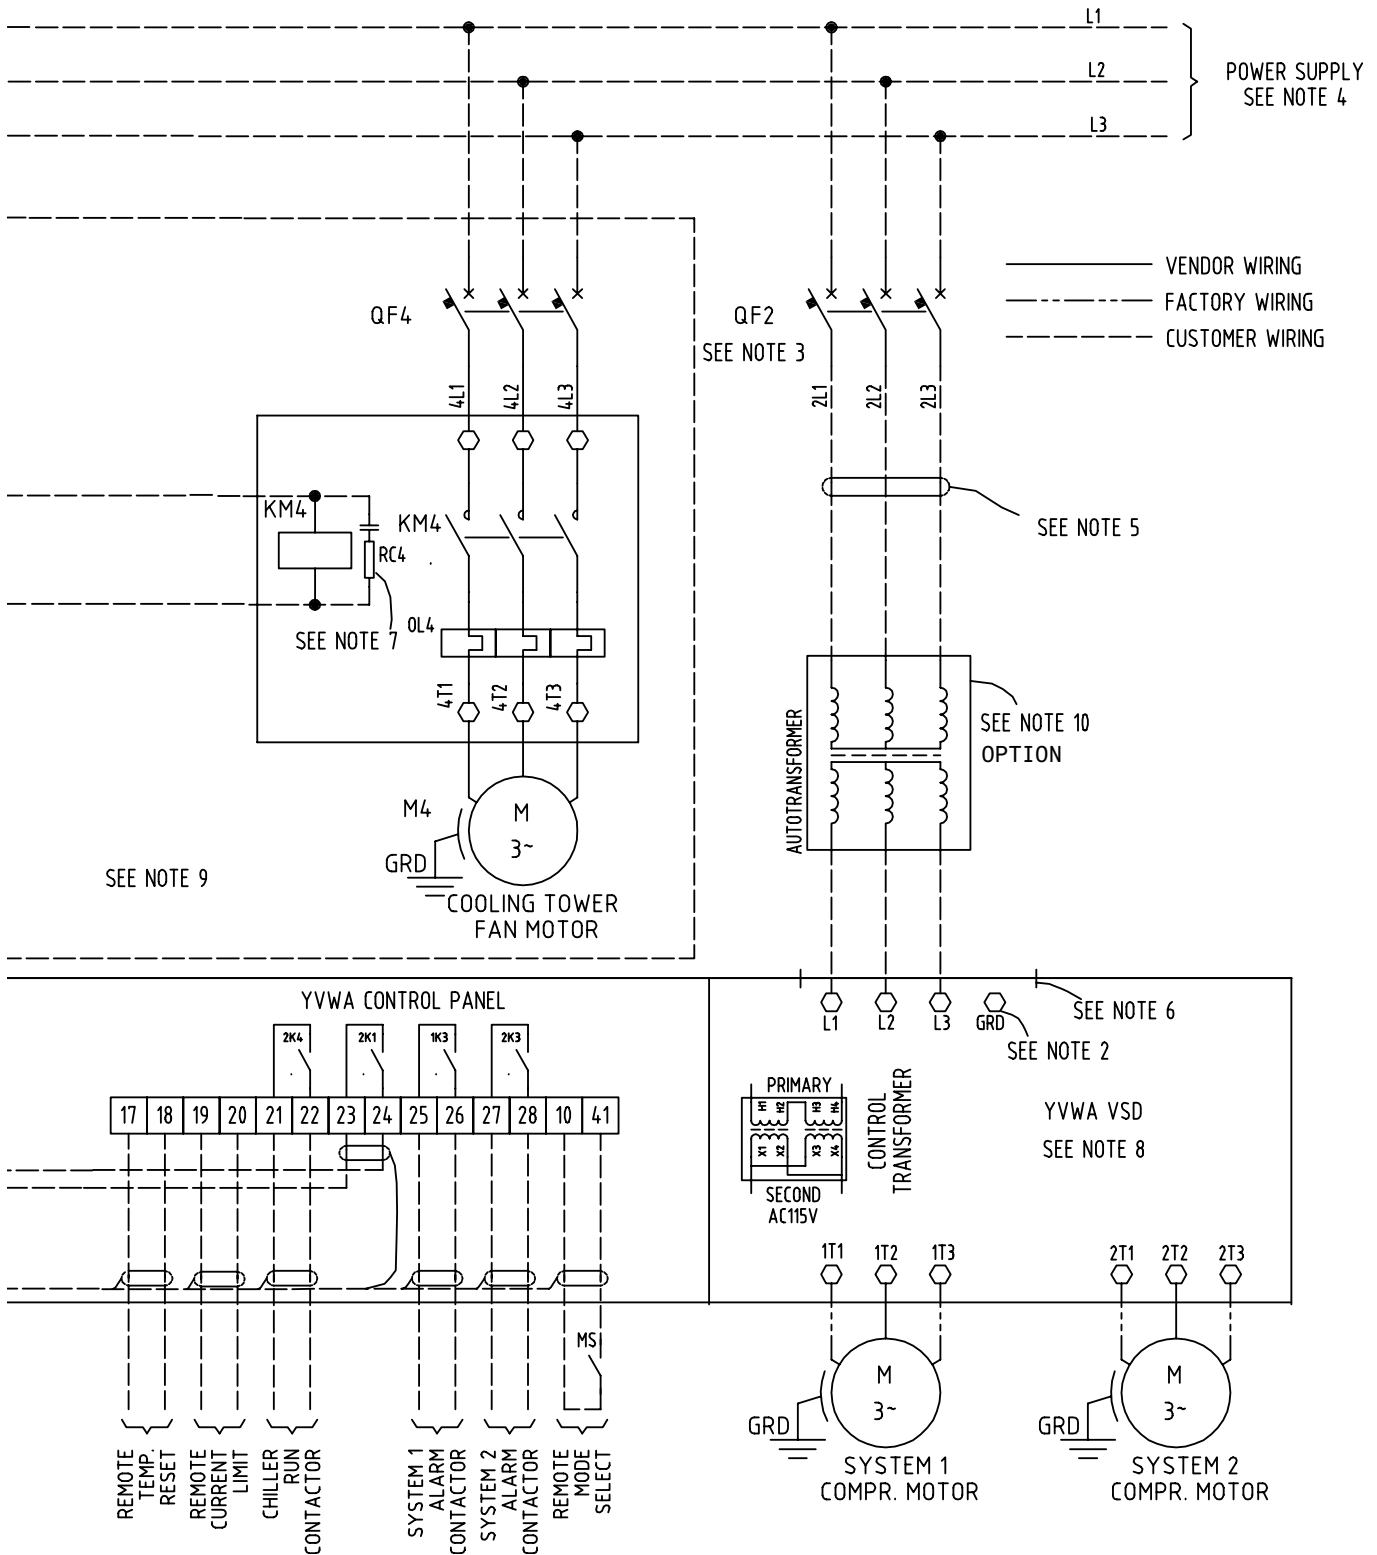 L1
L2
L3
POWER SUPPLY
SEE NOTE 4
VENDOR WIRING
FACTORY WIRING
CUSTOMER WIRING
QF4
QF2
SEE NOTE 3
4L1
4L2
4L3
2L1
2L2
2L3
KM4
KM4
RC4
SEE NOTE 7
OL4
SEE NOTE 5
4T1
4T2
4T3
AUTOTRANSFORMER
SEE NOTE 10
OPTION
M4
M
3~
GRD
COOLING TOWER
FAN MOTOR
SEE NOTE 9
YVWA CONTROL PANEL
2K4
2K1
1K3
2K3
17
18
19
20
21
22
23
24
25
26
27
28
10
41
L1
L2
L3
GRD
SEE NOTE 6
SEE NOTE 2
PRIMARY
H1
H2
H3
H4
X1
X2
X3
X4
SECOND
AC115V
CONTROL
TRANSFORMER
YVWA VSD
SEE NOTE 8
1T1
1T2
1T3
2T1
2T2
2T3
MS
REMOTE
TEMP.
RESET
REMOTE
CURRENT
LIMIT
CHILLER
RUN
CONTACTOR
SYSTEM 1
ALARM
CONTACTOR
SYSTEM 2
ALARM
CONTACTOR
REMOTE
MODE
SELECT
M
3~
GRD
SYSTEM 1
COMPR. MOTOR
M
3~
GRD
SYSTEM 2
COMPR. MOTOR